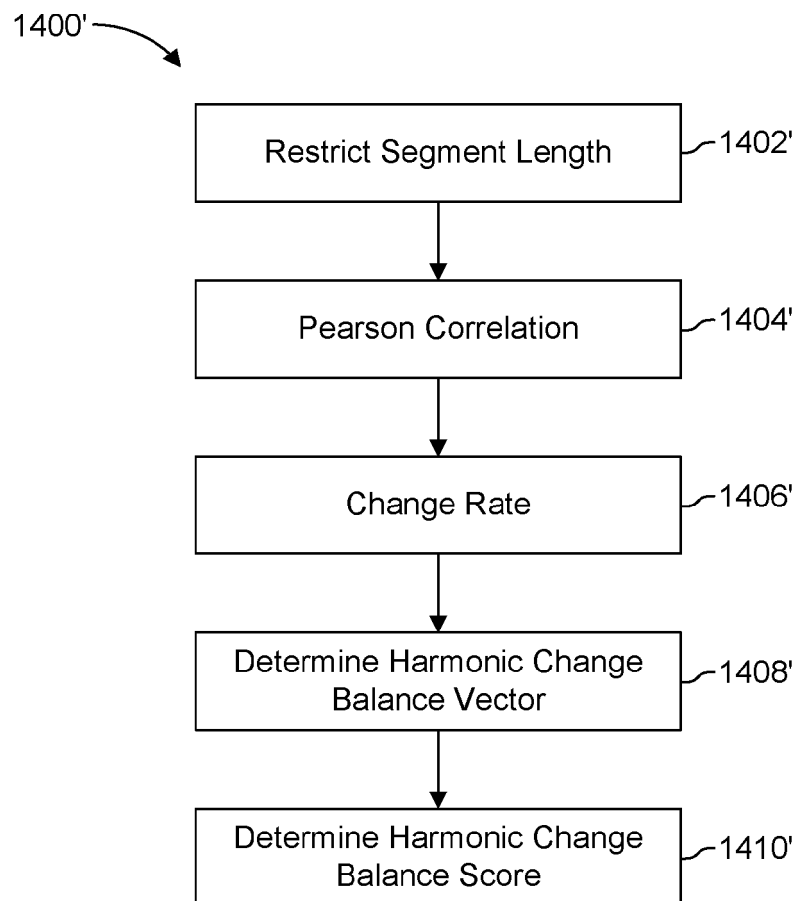 1400'
Restrict Segment Length
1402'
Pearson Correlation
1404'
Change Rate
1406'
Determine Harmonic Change
Balance Vector
1408'
Determine Harmonic Change
Balance Score
1410'